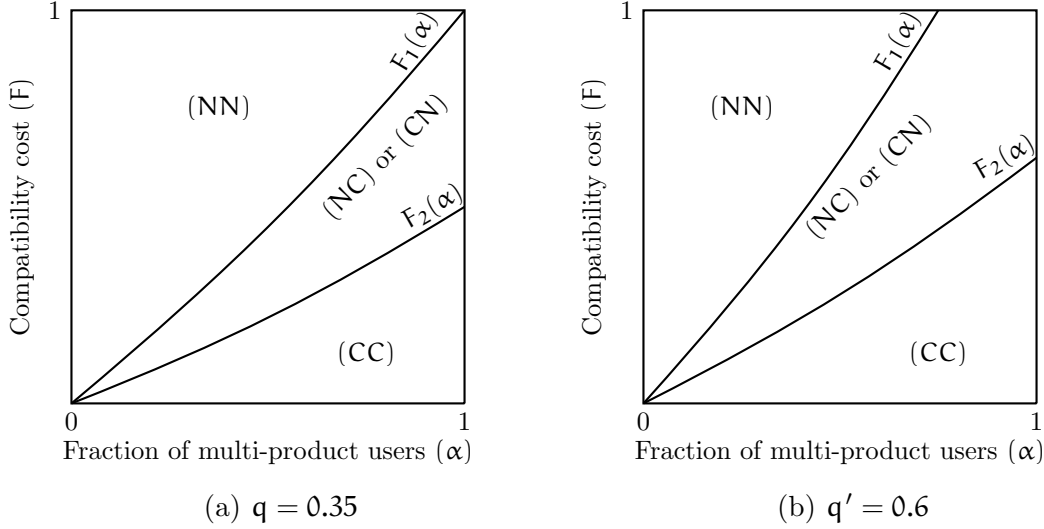 1
F₁(α)
(NN)
(NC) or (CN)
F₂(α)
(CC)
Compatibility cost (F)
0
1
Fraction of multi-product users (α)
(a) q = 0.35
1
F₁(α)
(NN)
(NC) or (CN)
F₂(α)
(CC)
Compatibility cost (F)
0
1
Fraction of multi-product users (α)
(b) q′ = 0.6